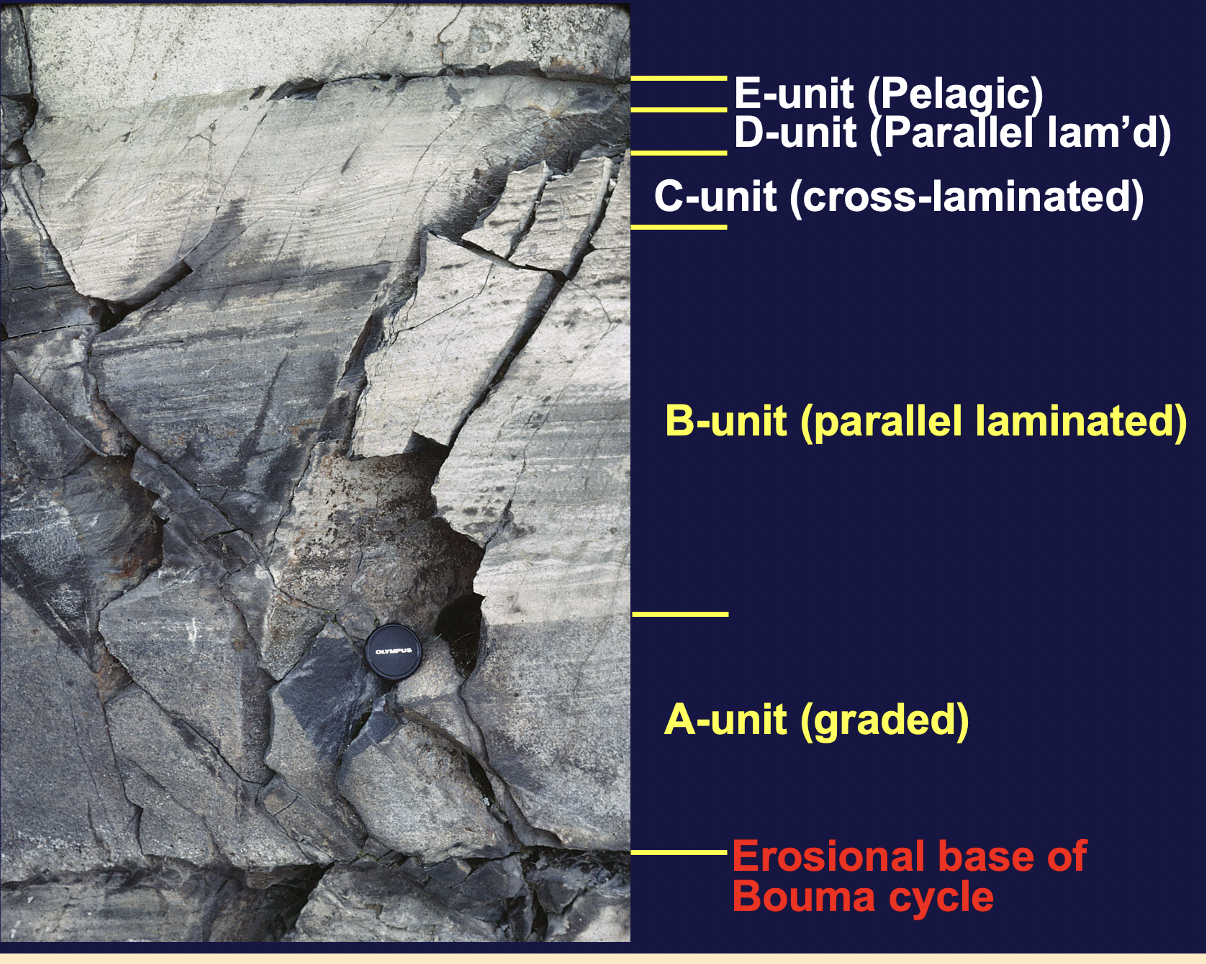 E-unit (Pelagic)
D-unit (Parallel lam’d)
C-unit (cross-laminated)
B-unit (parallel laminated)
OLYMPUS
A-unit (graded)
Erosional base of
Bouma cycle